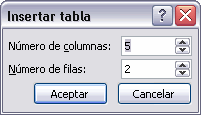 Insertar tabla
Número de columnas: 5
Número de filas: 2
Aceptar Cancelar